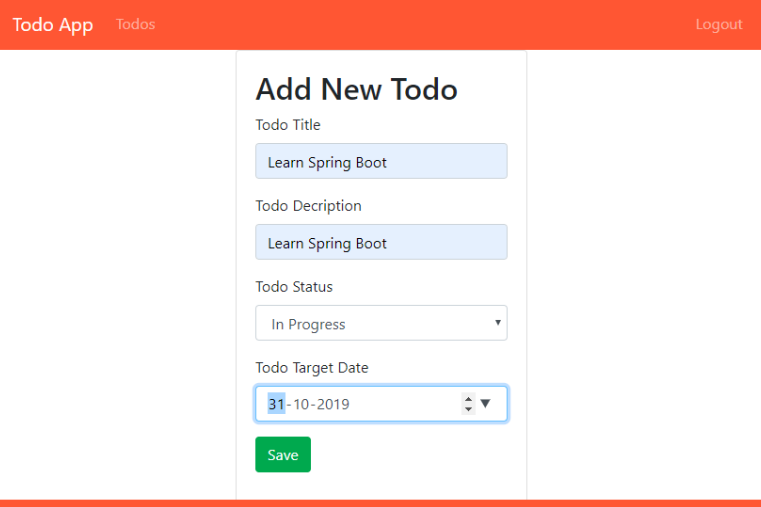 Todo App Todos Logout
Add New Todo
Todo Title
Learn Spring Boot
Todo Decription
Learn Spring Boot
Todo Status
In Progress
Todo Target Date
31-10-2019
Save